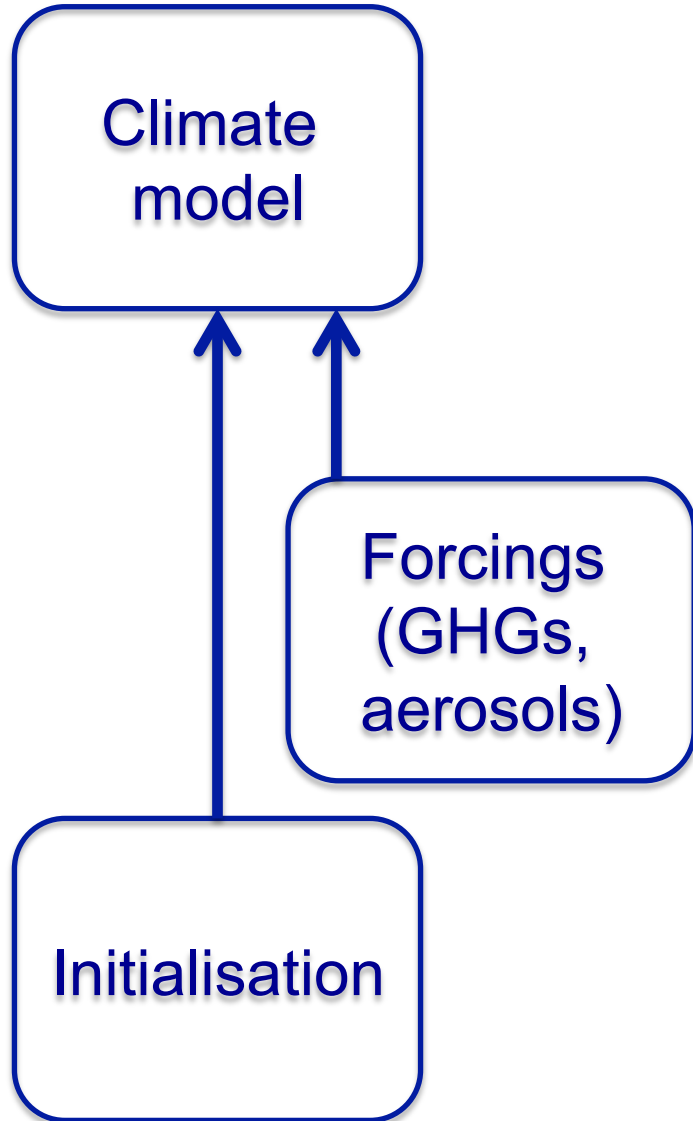 Climate
model
Forcings
(GHGs,
aerosols)
Initialisation